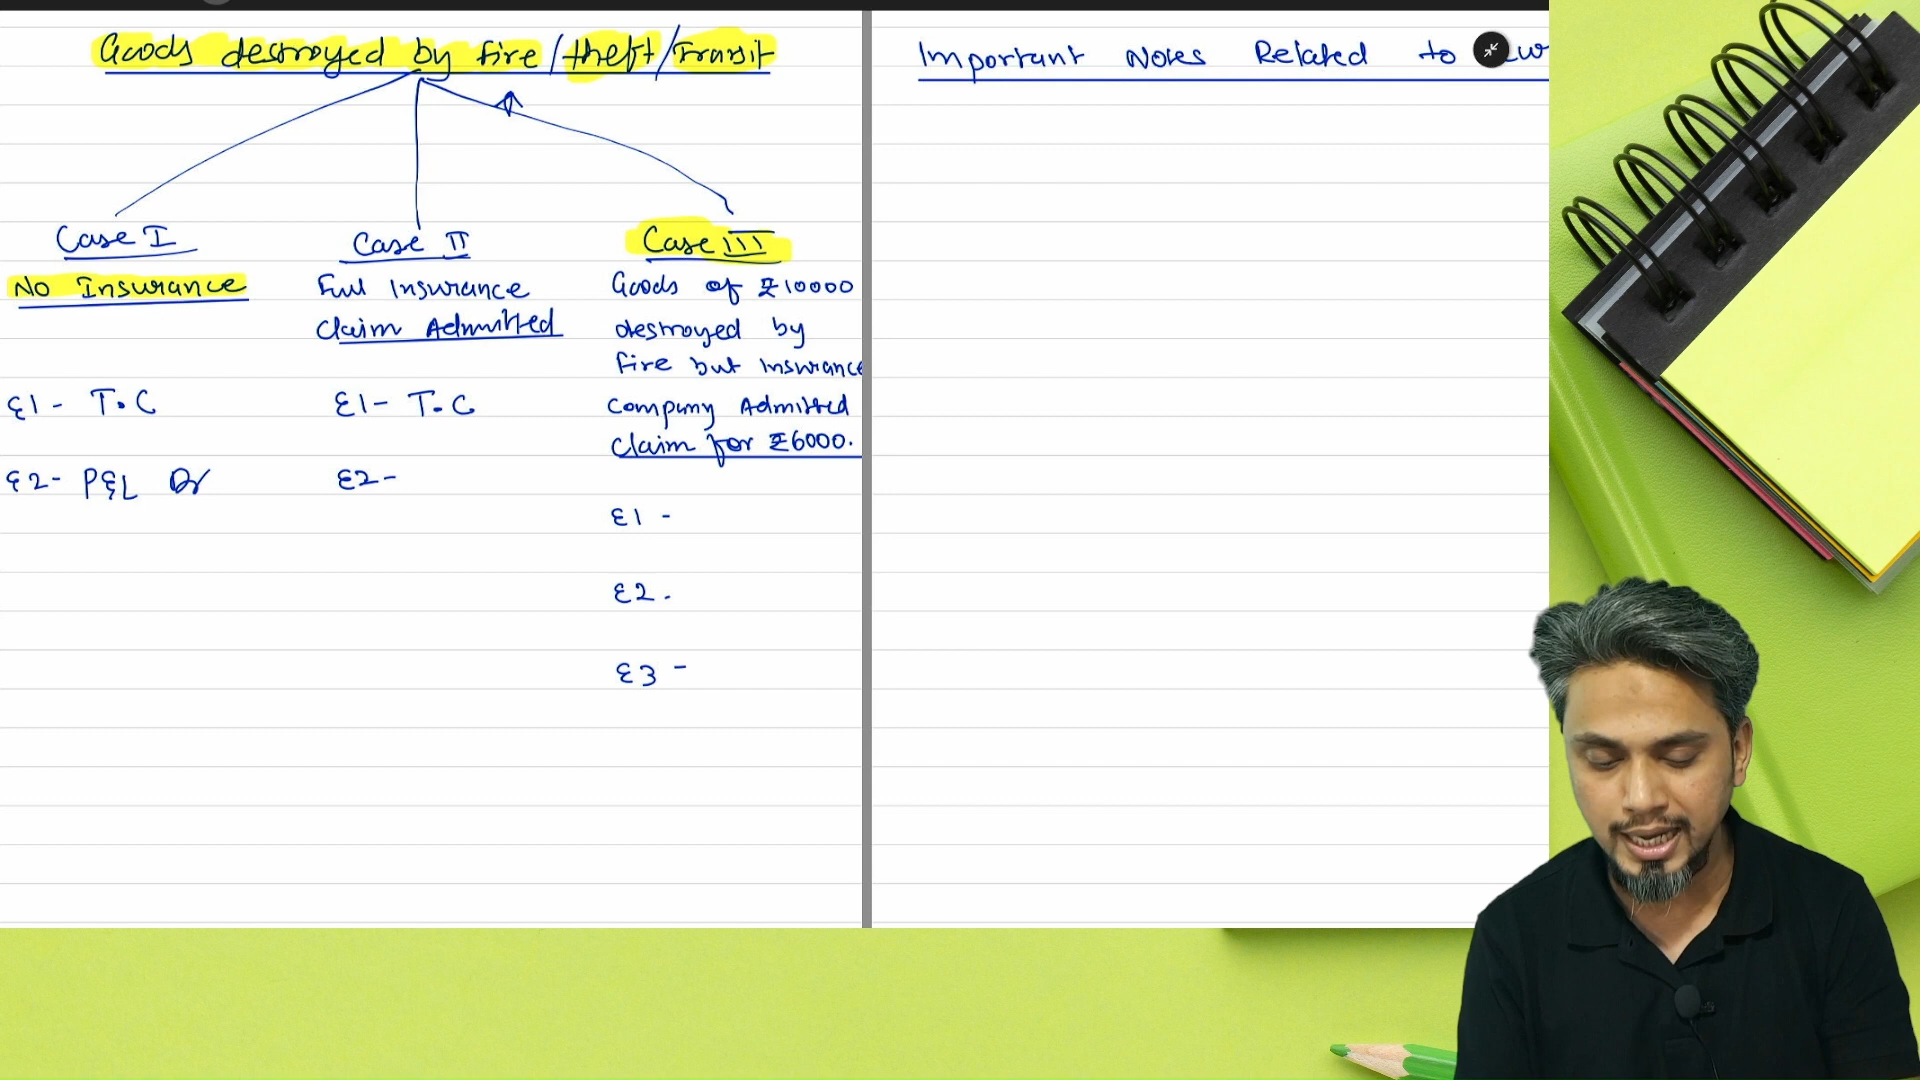 Goods destroyed by fire/theft/Transit
Case I
No Insurance
E1 - T.C
E2 - P&L Dr
Case II
Full Insurance
Claim Admitted
E1 - T.C
E2 -
Case III
Goods of ₹10000
destroyed by
fire but Insurance
Company Admitted
Claim for ₹6000.
E1 -
E2 -
E3 -
Important Notes Related to